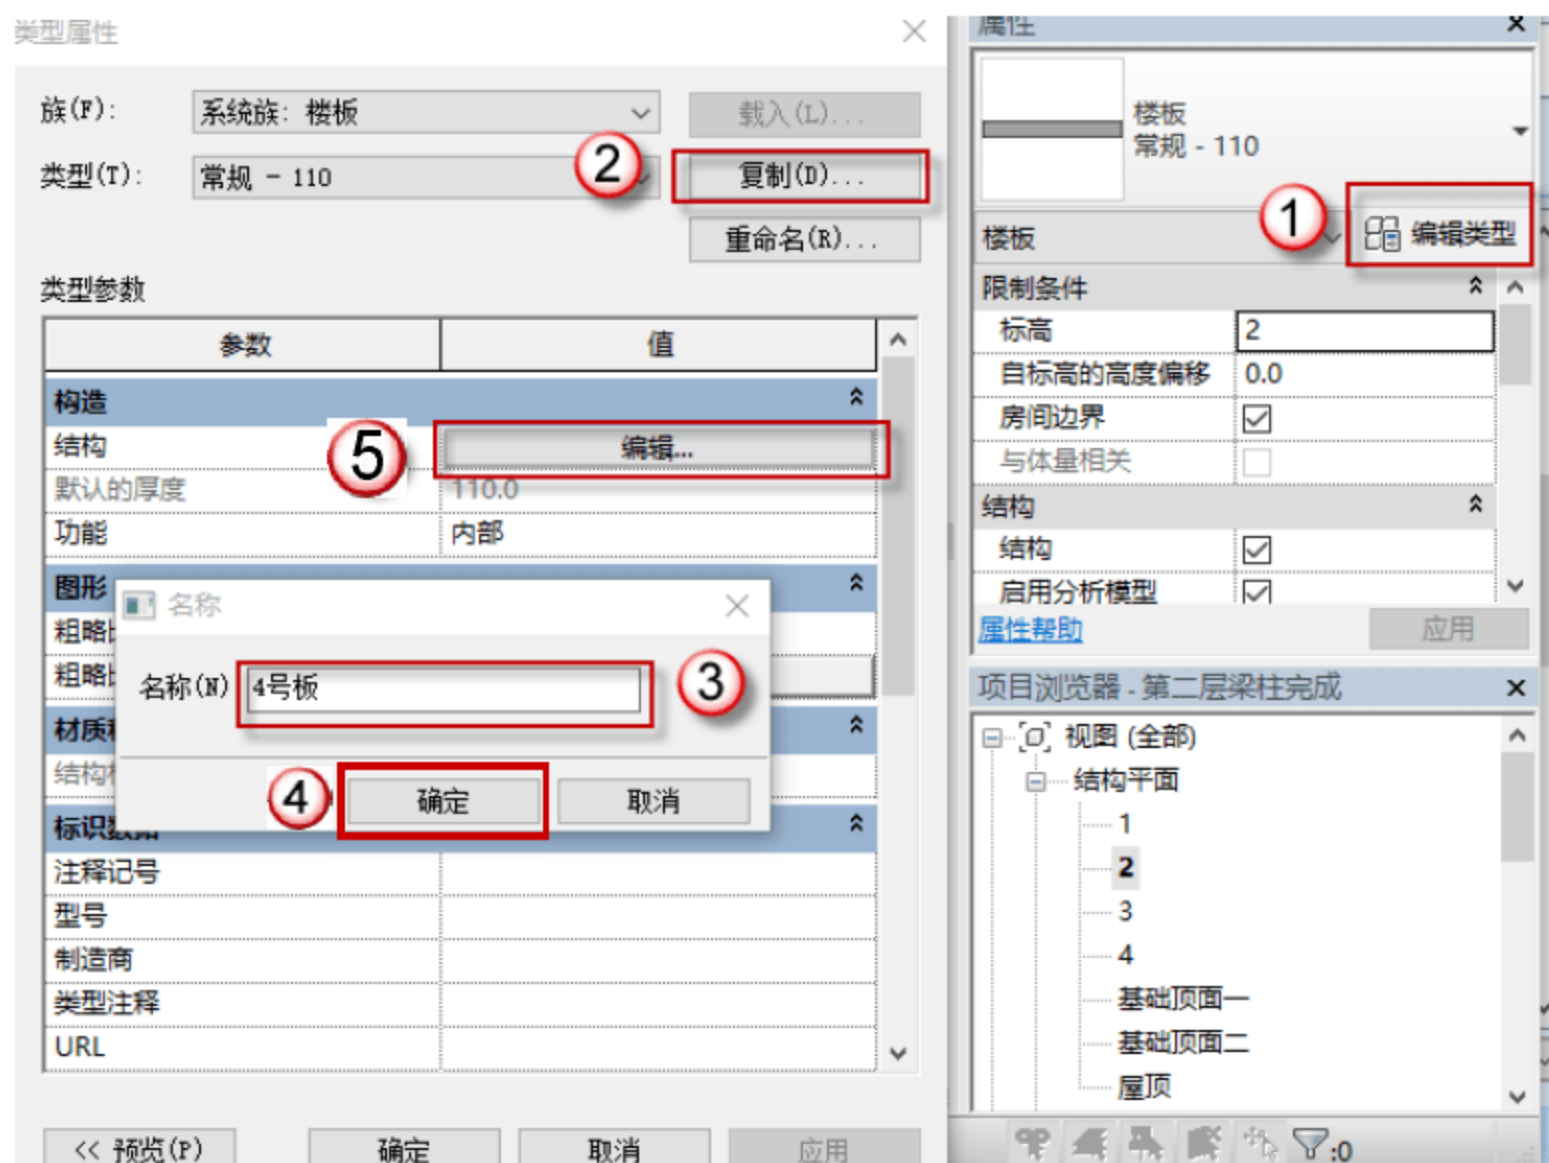 类型属性
族(F):
系统族: 楼板
载入(L)...
类型(T):
常规 - 110
2
复制(D)...
重命名(R)...
类型参数
参数
值
构造
结构
5
编辑...
默认的厚度
110.0
功能
内部
图形
粗略
粗略
材质
结构
标识数据
名称
名称(N)
4号板
3
4
确定
取消
注释记号
型号
制造商
类型注释
URL
<< 预览(P)
确定
取消
应用
属性
楼板
常规 - 110
楼板
1
编辑类型
限制条件
标高
2
自标高的高度偏移
0.0
房间边界
与体量相关
结构
结构
启用分析模型
属性帮助
应用
项目浏览器 - 第二层梁柱完成
视图 (全部)
结构平面
1
2
3
4
基础顶面一
基础顶面二
屋顶
:0